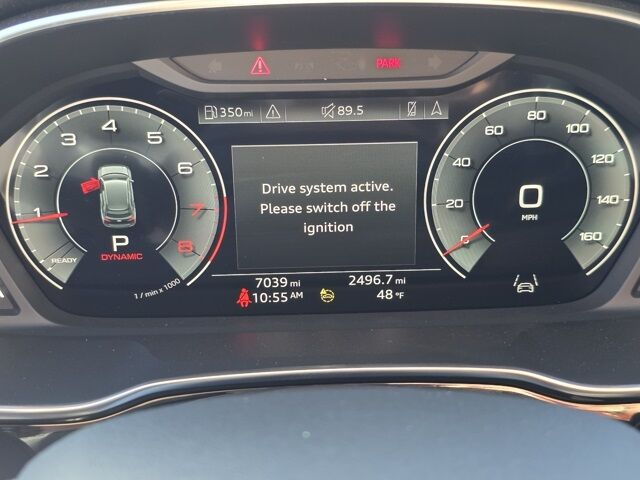 PARK
350 mi
89.5
1 2 3 4 5 6 7 8
READY
P
DYNAMIC
1 / min x 1000
Drive system active.
Please switch off the
ignition
0 20 40 60 80 100 120 140 160
0
MPH
7039 mi 2496.7 mi
10:55 AM 48 °F